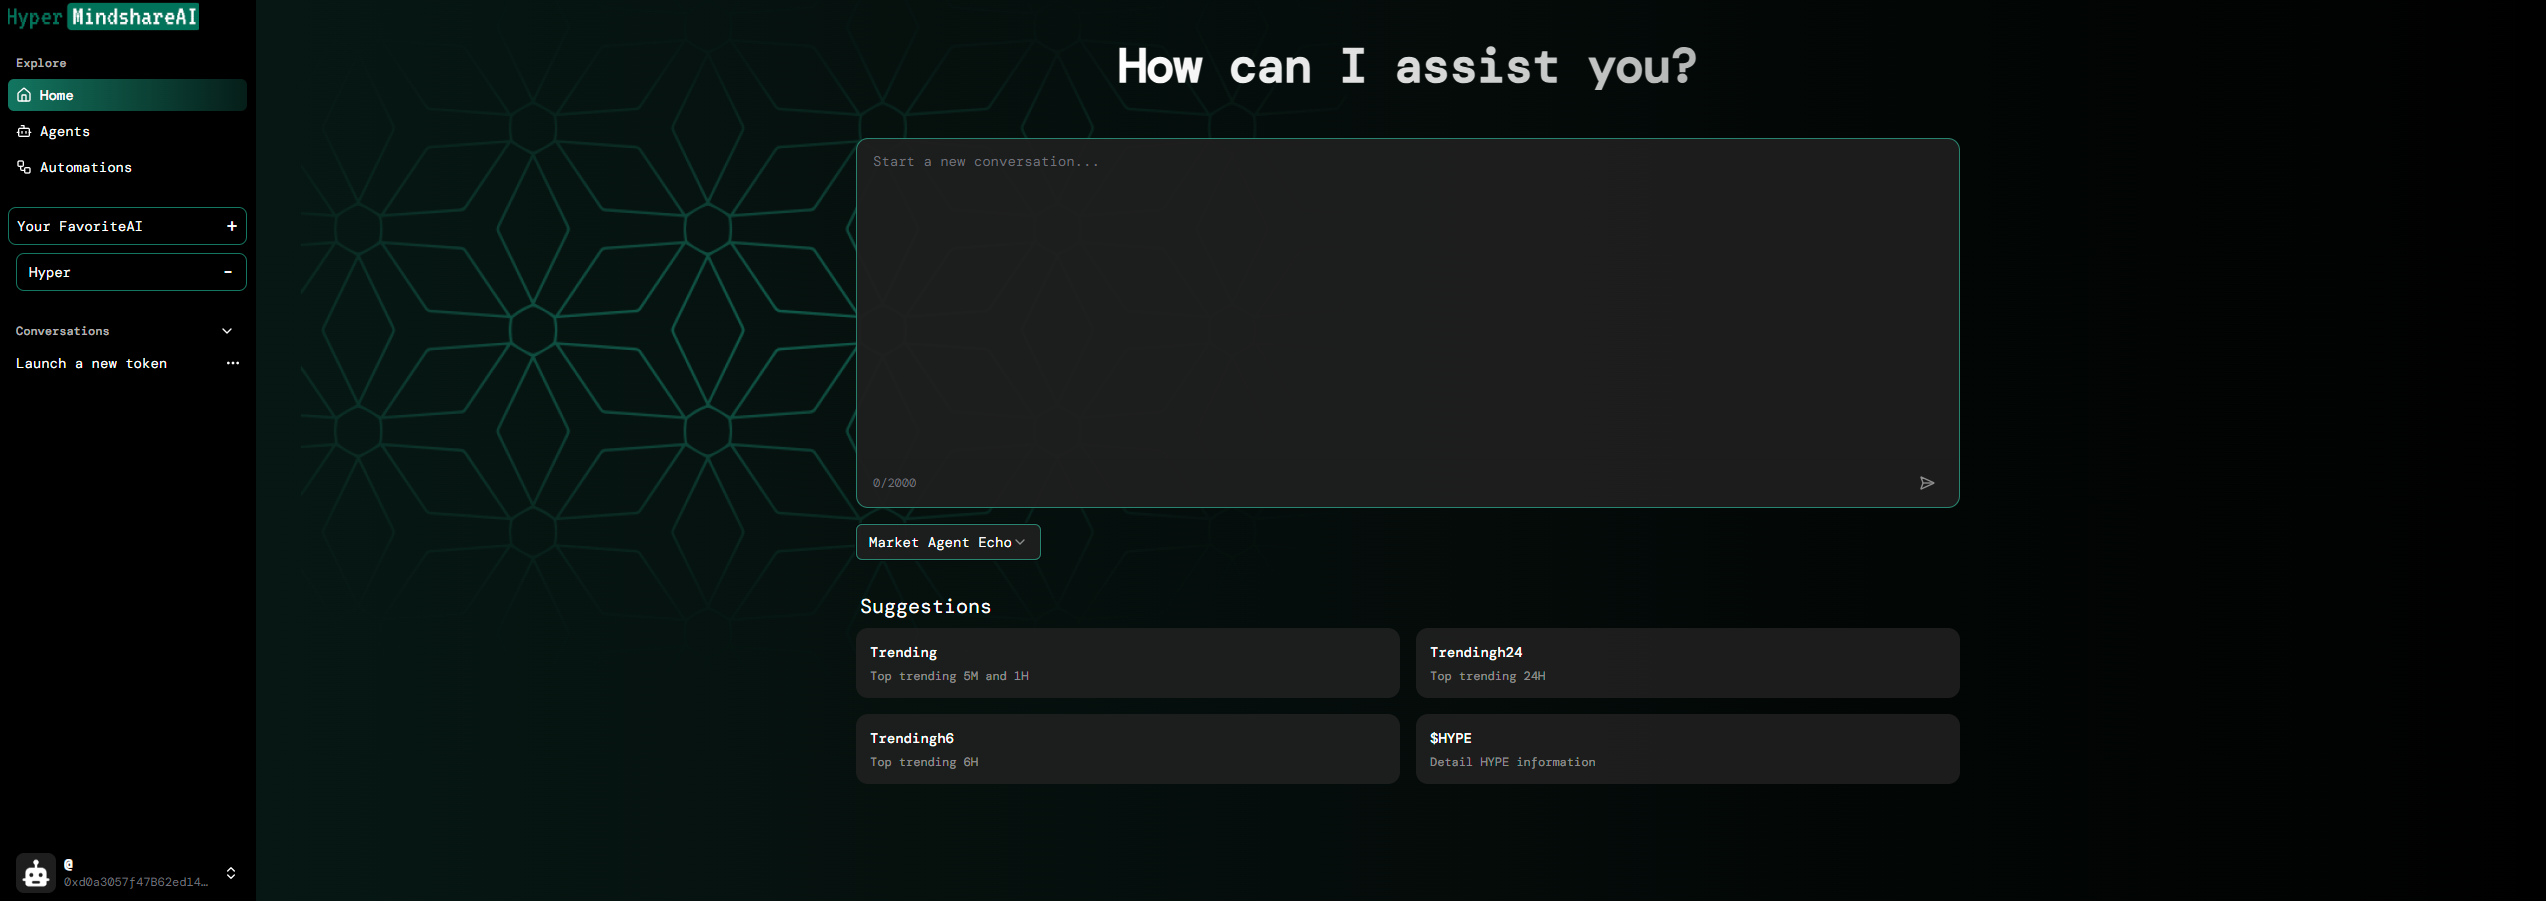 Hyper MindshareAI
Explore
Home
Agents
Automations
Your FavoriteAI +
Hyper -
Conversations
Launch a new token ...
@
0xd0a3057f47B62ed14…
How can I assist you?
Start a new conversation...
0/2000
Market Agent Echo
Suggestions
Trending
Top trending 5M and 1H
Trendingh24
Top trending 24H
Trendingh6
Top trending 6H
$HYPE
Detail HYPE information